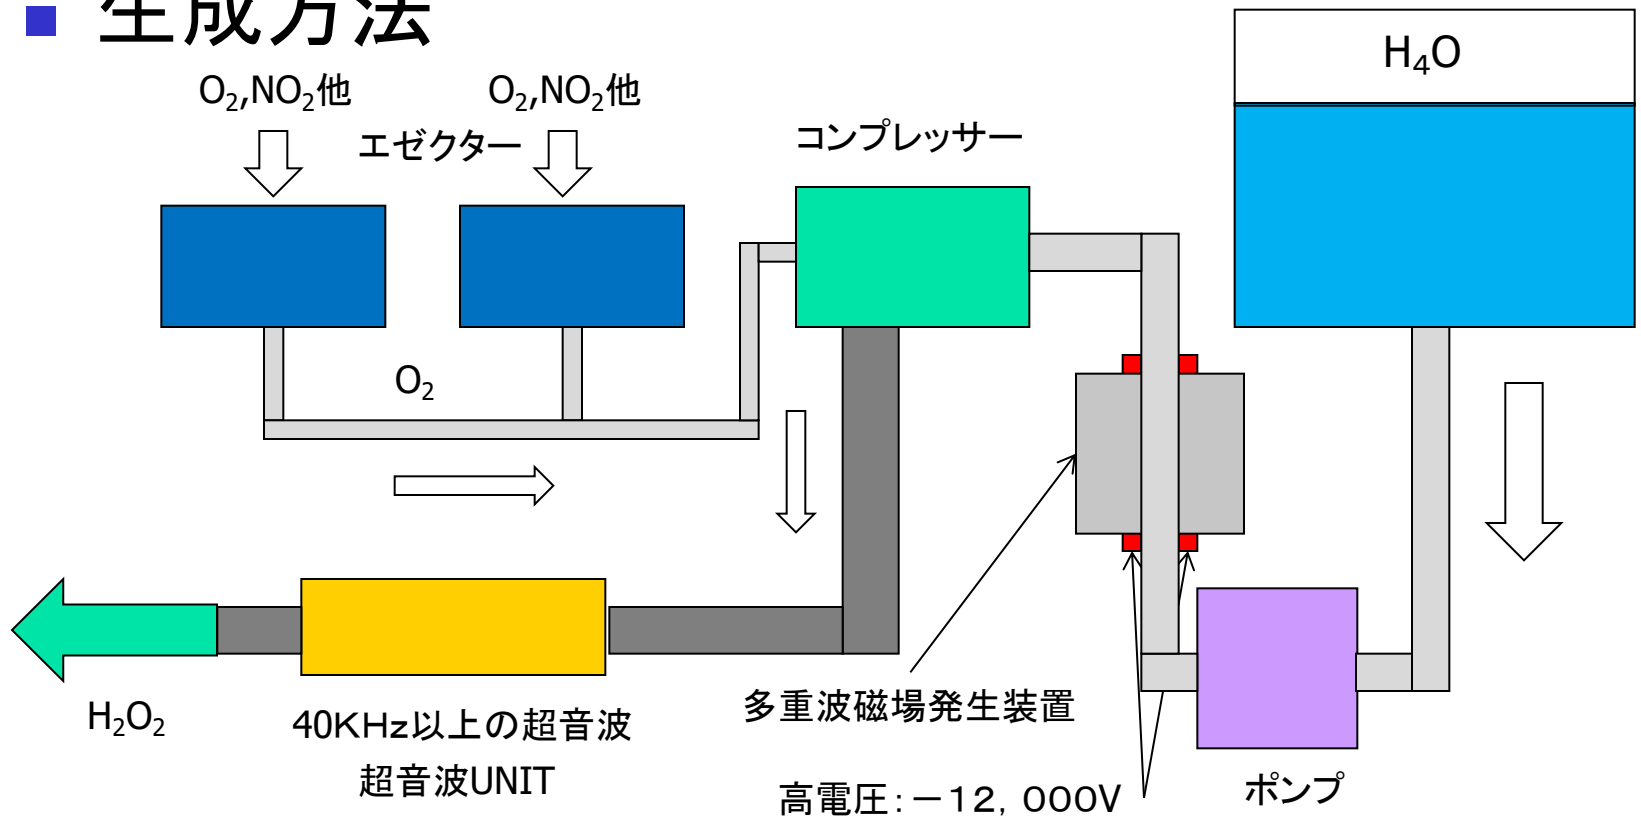 生成方法
H₄O
O₂,NO₂他
O₂,NO₂他
エゼクター
コンプレッサー
O₂
H₂O₂
40KHz以上の超音波
超音波UNIT
多重波磁場発生装置
高電圧:－12，000V
ポンプ